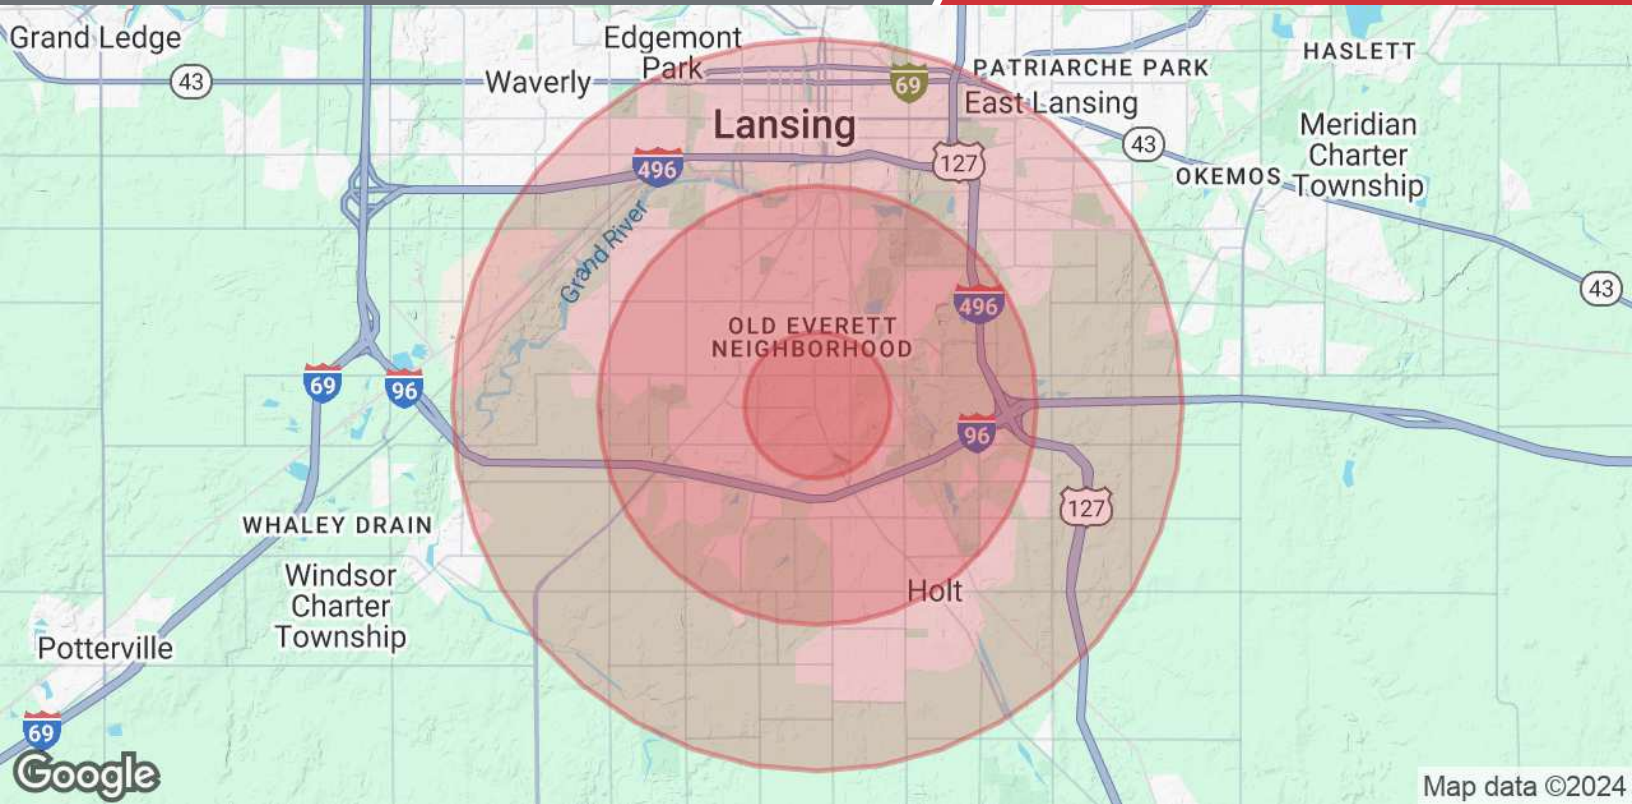 Grand Ledge
Edgemont
Park
HASLETT
43
Waverly
69
PATRIARCHE PARK
East Lansing
Lansing
43
Meridian
Charter
Township
496
127
OKEMOS
Grand River
43
496
OLD EVERETT
NEIGHBORHOOD
69
96
96
127
WHALEY DRAIN
Windsor
Charter
Township
Holt
Potterville
69
Google
Map data ©2024